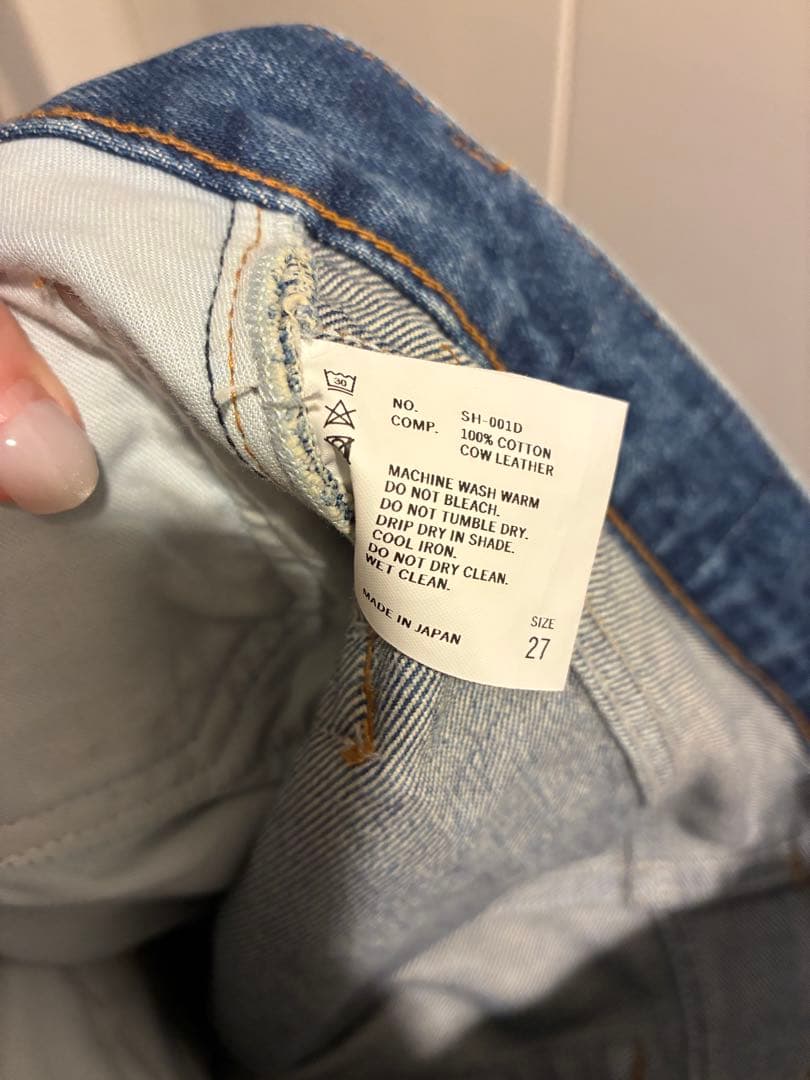 30
NO. SH-001D
COMP. 100% COTTON
COW LEATHER
MACHINE WASH WARM
DO NOT BLEACH.
DO NOT TUMBLE DRY.
DRIP DRY IN SHADE.
COOL IRON.
DO NOT DRY CLEAN.
WET CLEAN.
MADE IN JAPAN
SIZE
27